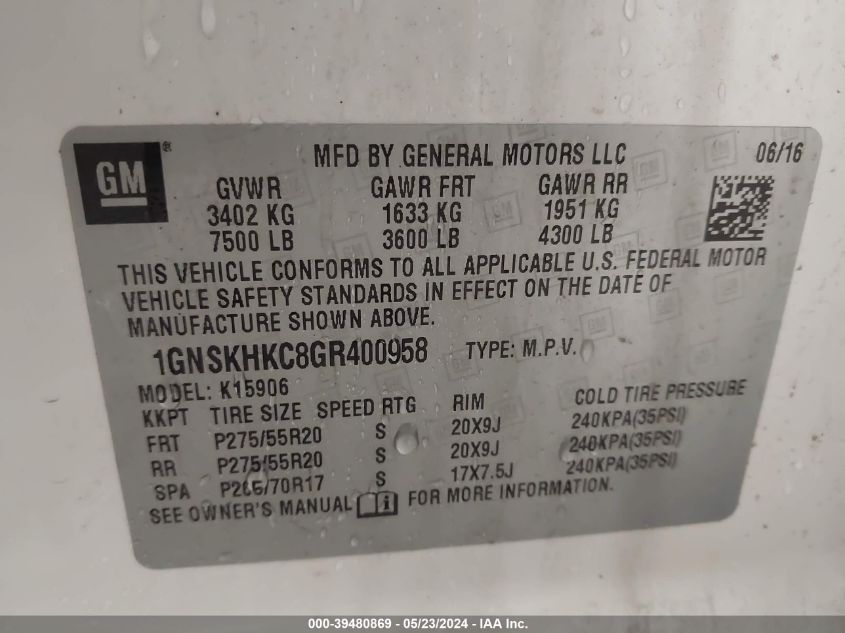 GM ®
MFD BY GENERAL MOTORS LLC 06/16
GVWR GAWR FRT GAWR RR
3402 KG 1633 KG 1951 KG
7500 LB 3600 LB 4300 LB
THIS VEHICLE CONFORMS TO ALL APPLICABLE U.S. FEDERAL MOTOR
VEHICLE SAFETY STANDARDS IN EFFECT ON THE DATE OF
MANUFACTURE SHOWN ABOVE.
1GNSKHKC8GR400958 TYPE: M.P.V.
MODEL: K15906
KKPT TIRE SIZE SPEED RTG RIM COLD TIRE PRESSURE
FRT P275/55R20 S 20X9J 240KPA(35PSI)
RR P275/55R20 S 20X9J 240KPA(35PSI)
SPA P265/70R17 S 17X7.5J 240KPA(35PSI)
SEE OWNER'S MANUAL i FOR MORE INFORMATION.
000-39480869 - 05/23/2024 - IAA Inc.